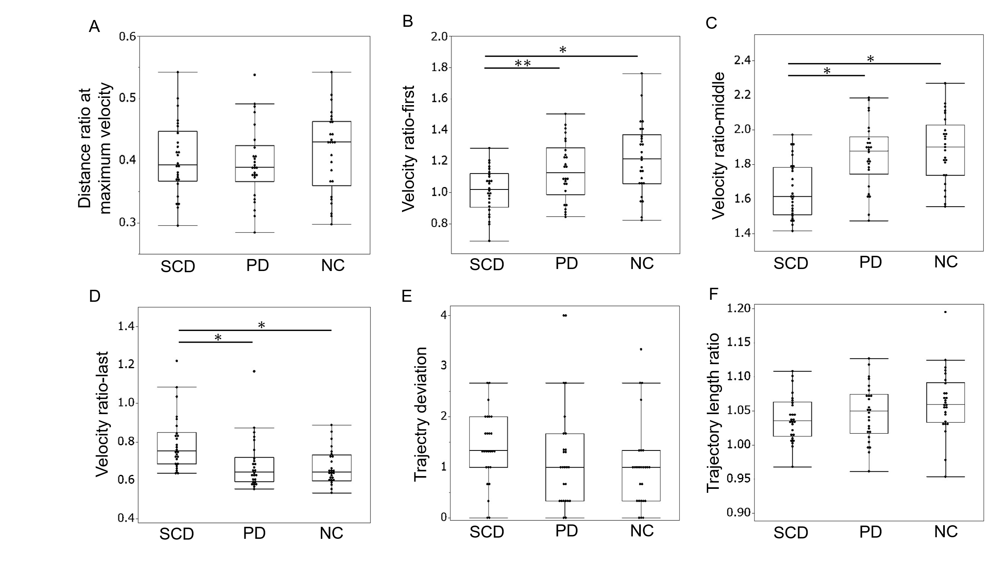 A
Distance ratio at
maximum velocity
0.6
0.5
0.4
0.3
SCD PD NC
B
Velocity ratio-first
2.0
1.8
1.6
1.4
1.2
1.0
0.8
*
**
SCD PD NC
C
Velocity ratio-middle
2.4
2.2
2.0
1.8
1.6
1.4
*
*
SCD PD NC
D
Velocity ratio-last
1.4
1.2
1.0
0.8
0.6
0.4
*
*
SCD PD NC
E
Trajectry deviation
4
3
2
1
0
SCD PD NC
F
Trajectory length ratio
1.20
1.15
1.10
1.05
1.00
0.95
0.90
SCD PD NC